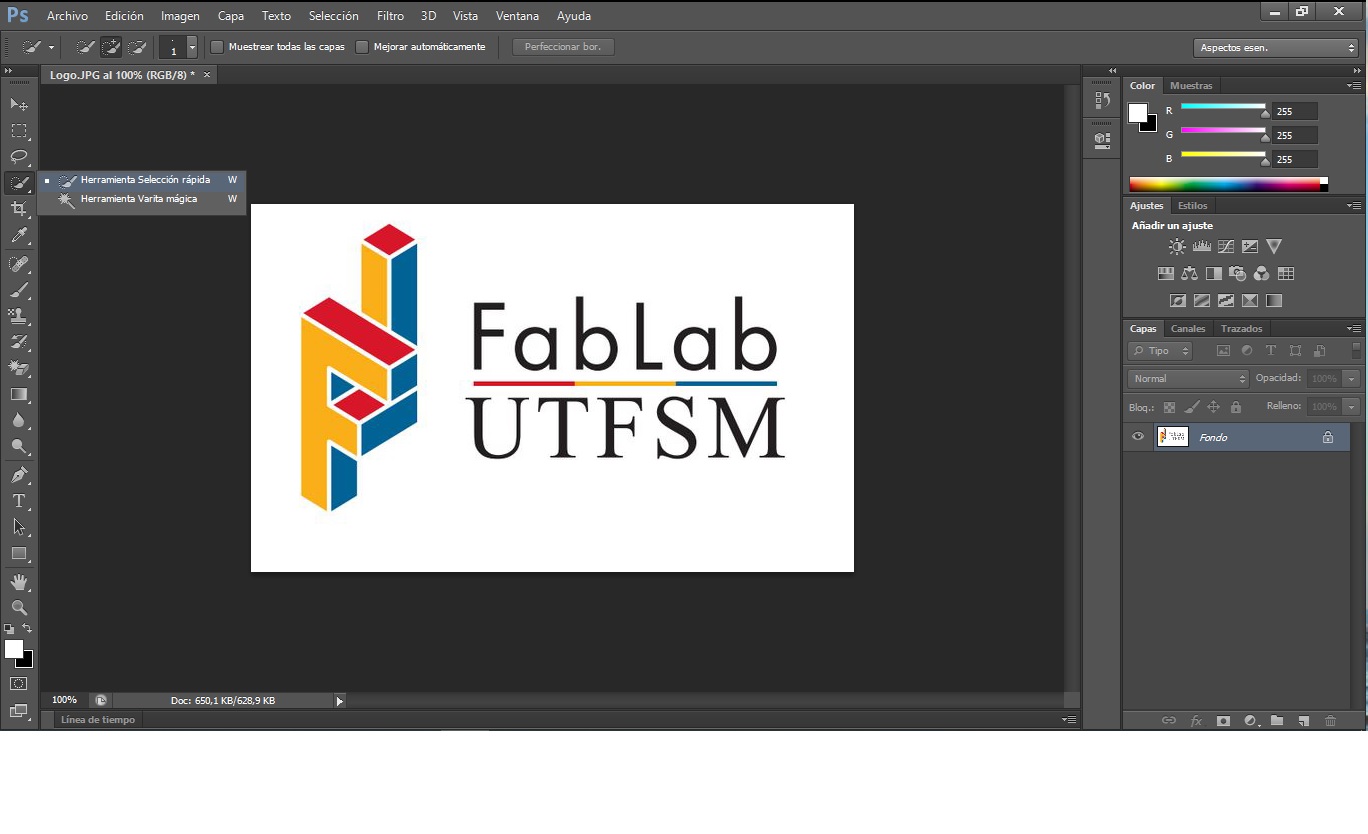 Ps Archivo Edición Imagen Capa Texto Selección Filtro 3D Vista Ventana Ayuda
1 Muestrear todas las capas Mejorar automáticamente Perfeccionar bor. Aspectos esen.
Logo.JPG al 100% (RGB/8) * ×
Herramienta Selección rápida W
Herramienta Varita mágica W
FabLab
UTFSM
Color Muestras
R 255
G 255
B 255
Ajustes Estilos
Añadir un ajuste
Capas Canales Trazados
Tipo
Normal Opacidad: 100%
Bloq.: Relleno: 100%
Fondo
100% Doc: 650,1 KB/628,9 KB
Línea de tiempo